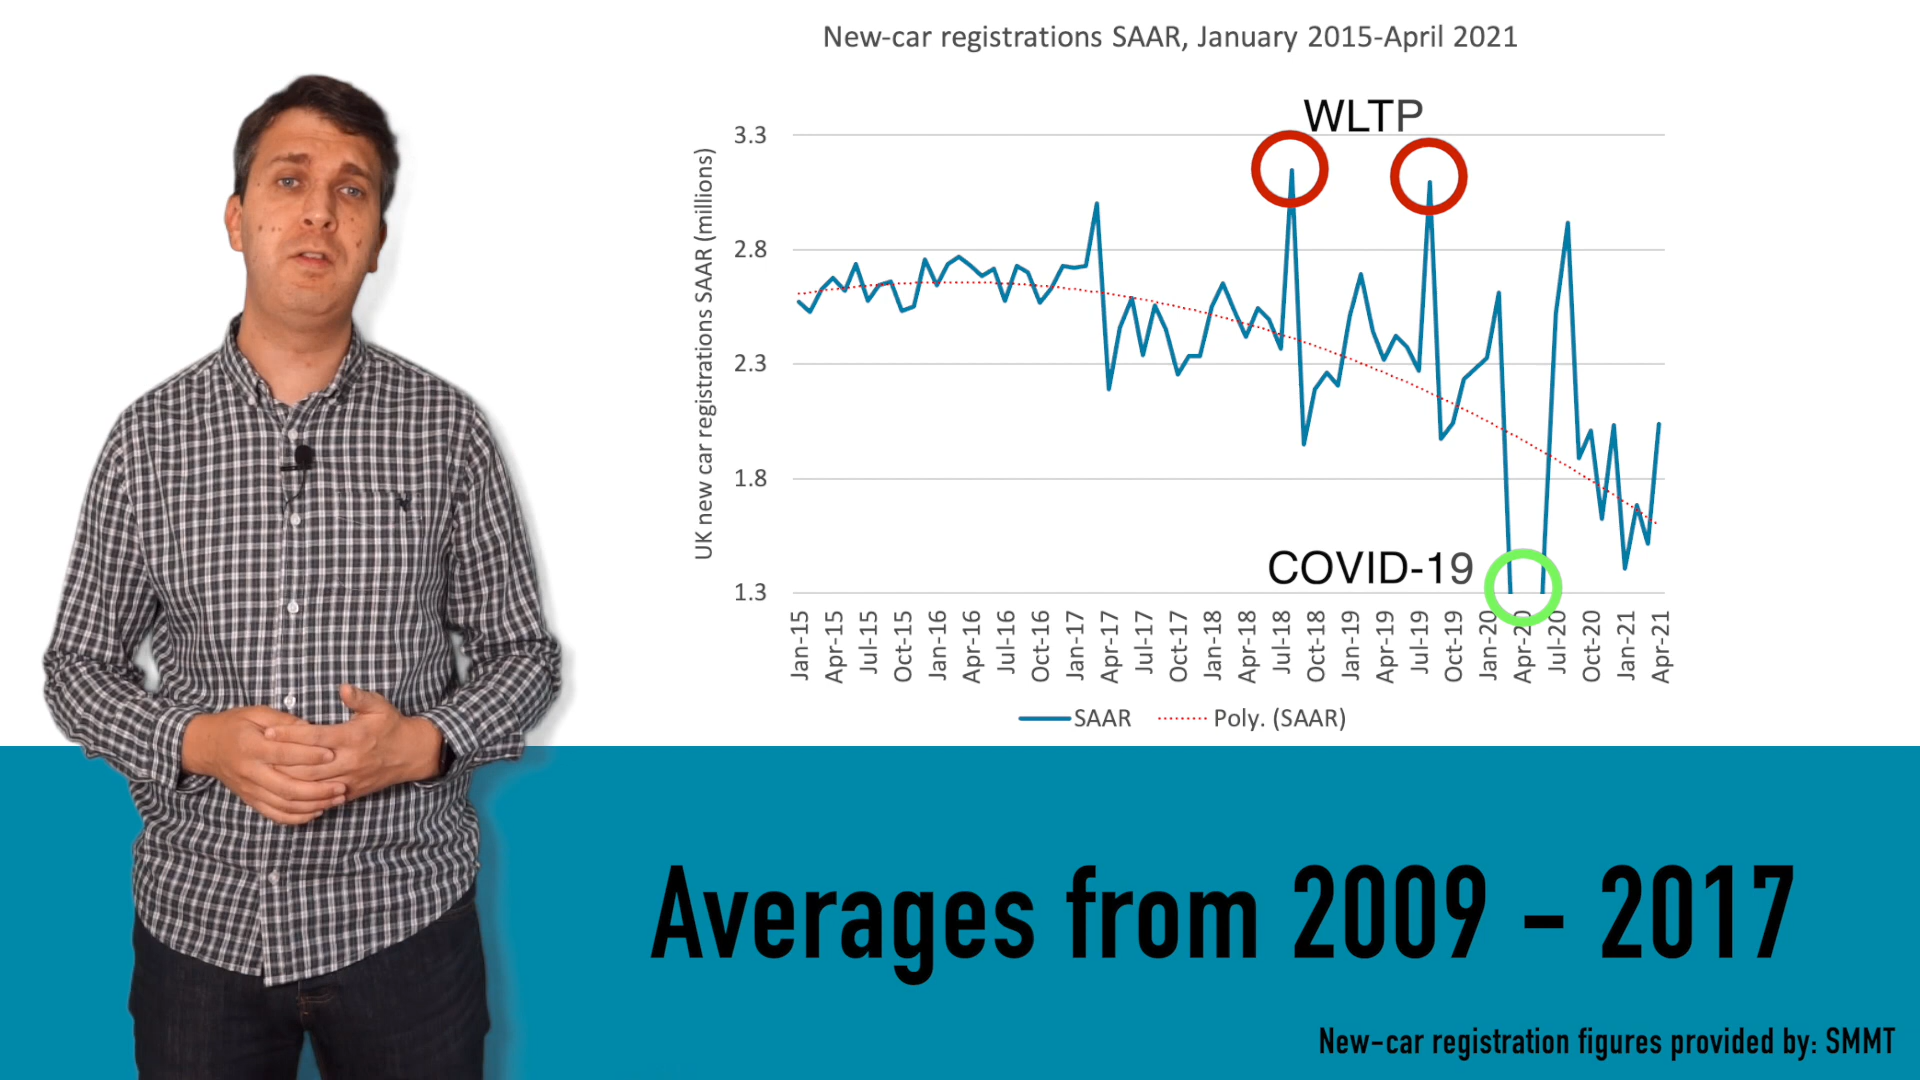 New-car registrations SAAR, January 2015-April 2021
WLTP
3.3
2.8
2.3
1.8
1.3
UK new car registrations SAAR (millions)
COVID-19
Jan-15
Apr-15
Jul-15
Oct-15
Jan-16
Apr-16
Jul-16
Oct-16
Jan-17
Apr-17
Jul-17
Oct-17
Jan-18
Apr-18
Jul-18
Oct-18
Jan-19
Apr-19
Jul-19
Oct-19
Jan-20
Apr-20
Jul-20
Oct-20
Jan-21
Apr-21
SAAR
Poly. (SAAR)
Averages from 2009 - 2017
New-car registration figures provided by: SMMT